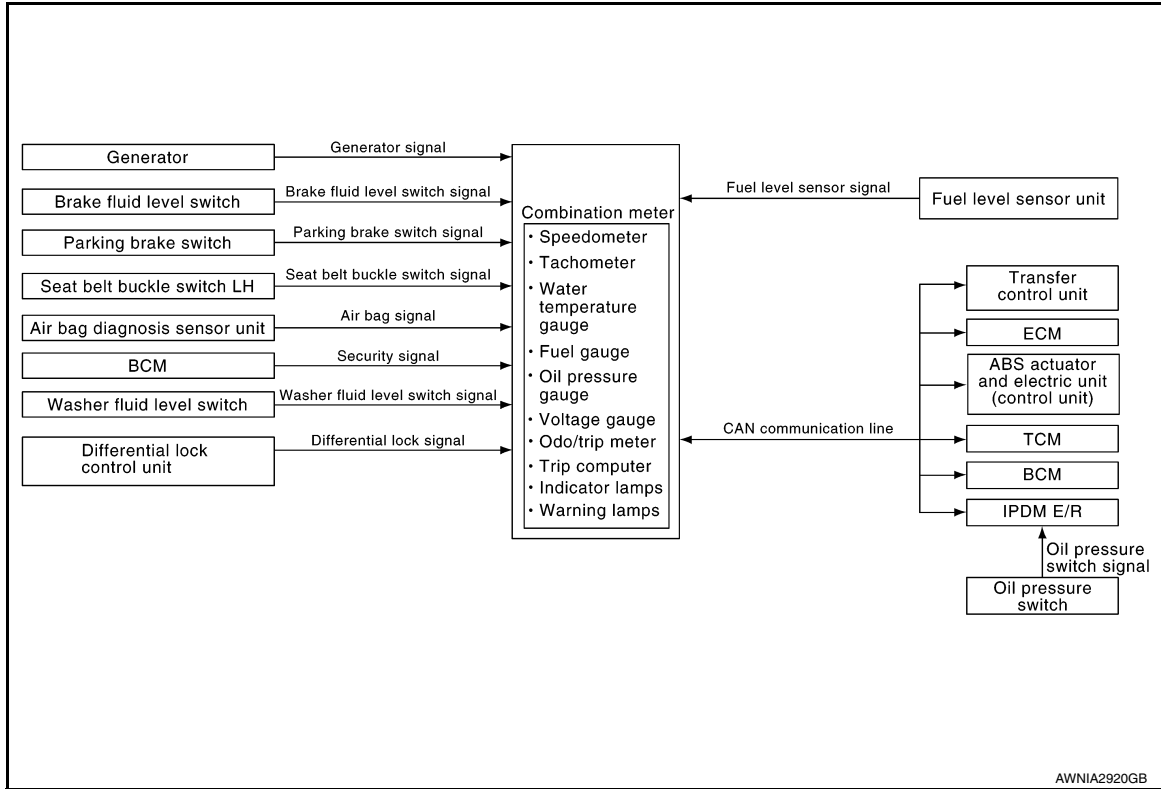 Generator
Generator signal
Brake fluid level switch
Brake fluid level switch signal
Parking brake switch
Parking brake switch signal
Seat belt buckle switch LH
Seat belt buckle switch signal
Air bag diagnosis sensor unit
Air bag signal
BCM
Security signal
Washer fluid level switch
Washer fluid level switch signal
Differential lock
control unit
Differential lock signal
Combination meter
· Speedometer
· Tachometer
· Water
temperature
gauge
· Fuel gauge
· Oil pressure
gauge
· Voltage gauge
· Odo/trip meter
· Trip computer
· Indicator lamps
· Warning lamps
Fuel level sensor signal
Fuel level sensor unit
CAN communication line
Transfer
control unit
ECM
ABS actuator
and electric unit
(control unit)
TCM
BCM
IPDM E/R
Oil pressure
switch signal
Oil pressure
switch
AWNIA2920GB